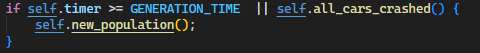 if self.timer >= GENERATION_TIME  || self.all_cars_crashed() {
    self.new_population();
}